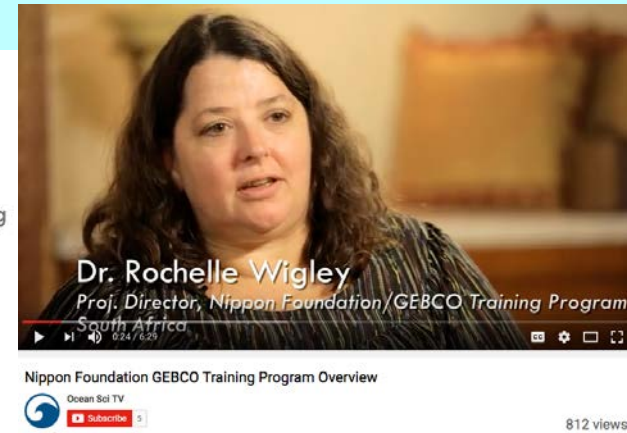 g
Dr. Rochelle Wigley
Proj. Director, Nippon Foundation/GEBCO Training Program
South Africa
0:24 / 6:29
CC
Nippon Foundation GEBCO Training Program Overview
Ocean Sci TV
Subscribe 5
812 views